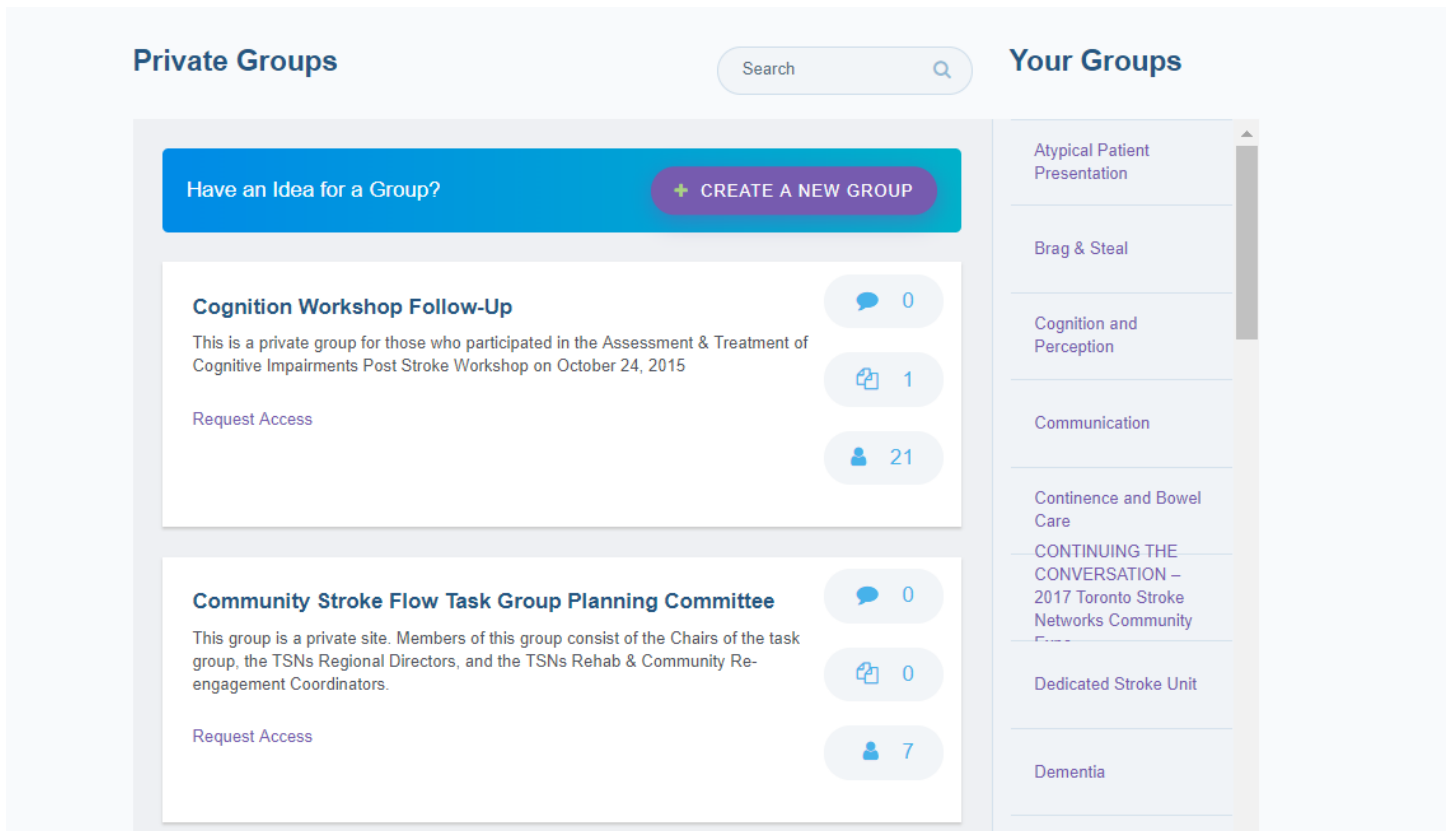 Private Groups
Search
Your Groups
Have an Idea for a Group?
CREATE A NEW GROUP
Cognition Workshop Follow-Up
This is a private group for those who participated in the Assessment & Treatment of
Cognitive Impairments Post Stroke Workshop on October 24, 2015
Request Access
0
1
21
Community Stroke Flow Task Group Planning Committee
This group is a private site. Members of this group consist of the Chairs of the task
group, the TSNs Regional Directors, and the TSNs Rehab & Community Re-
engagement Coordinators.
Request Access
0
0
7
Atypical Patient
Presentation
Brag & Steal
Cognition and
Perception
Communication
Continence and Bowel
Care
CONTINUING THE
CONVERSATION –
2017 Toronto Stroke
Networks Community
Dedicated Stroke Unit
Dementia